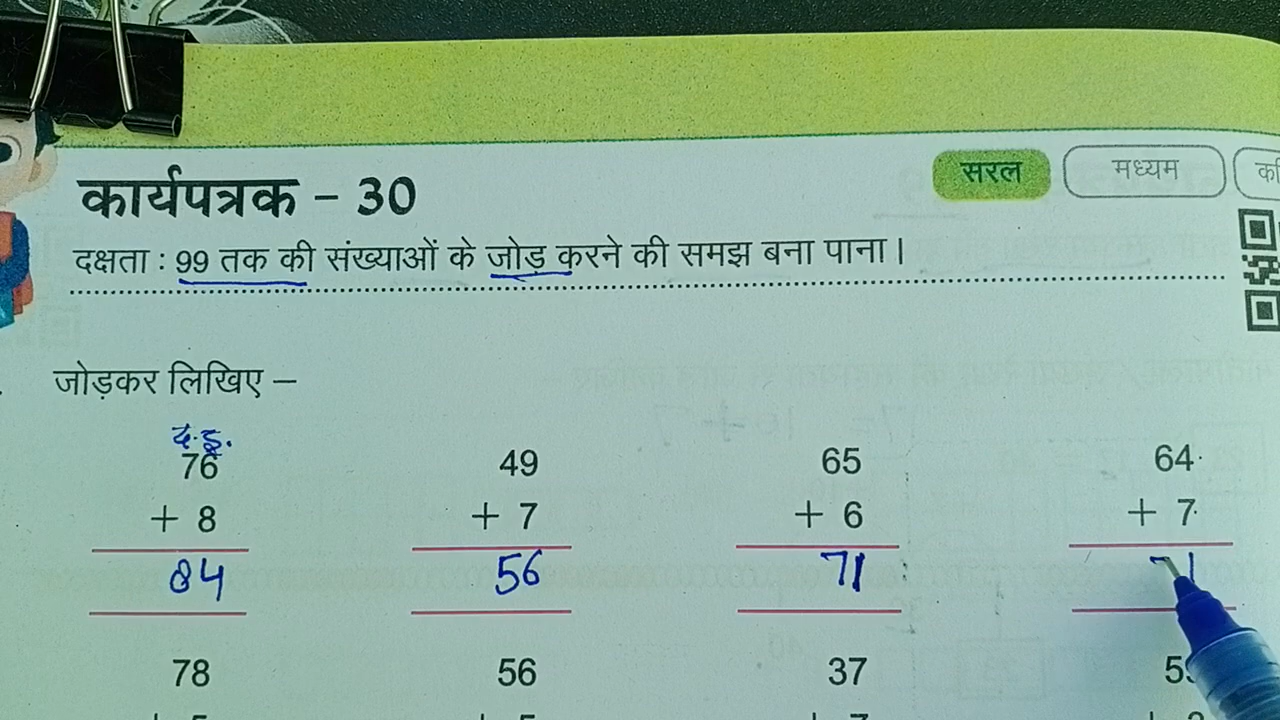 सरल मध्यम
कार्यपत्रक – 30
दक्षता : 99 तक की संख्याओं के जोड़ करने की समझ बना पाना।
जोड़कर लिखिए –
द. इ.
76 49 65 64
+ 8 + 7 + 6 + 7
84 56 71 71
78 56 37